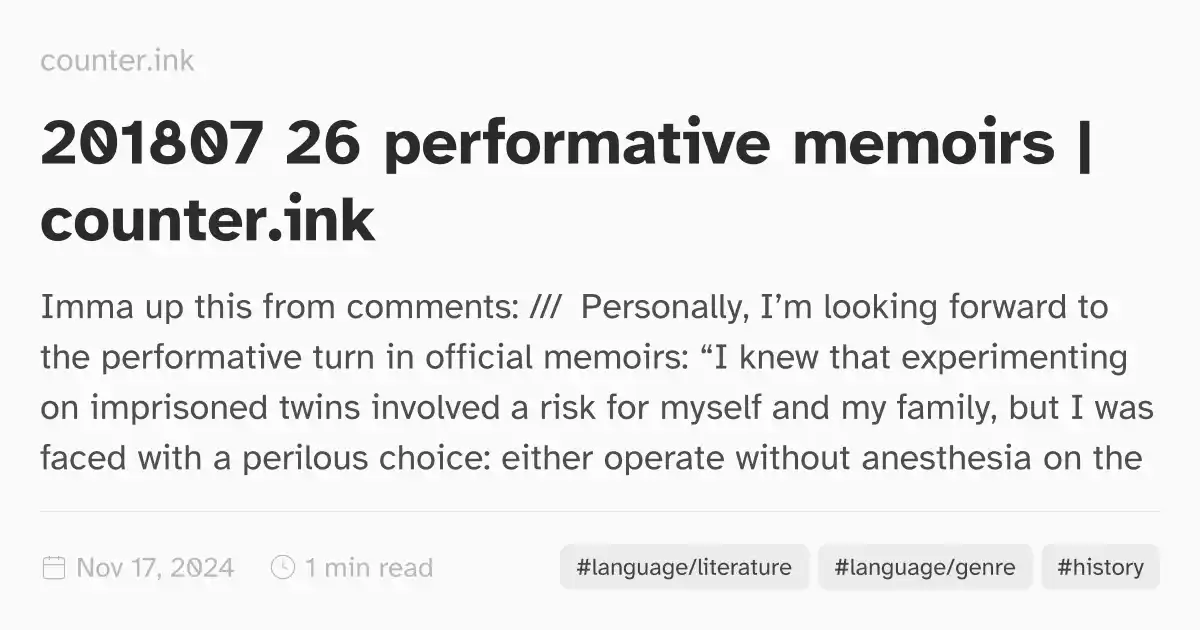 counter.ink
201807 26 performative memoirs |
counter.ink
Imma up this from comments: ///  Personally, I’m looking forward to
the performative turn in official memoirs: “I knew that experimenting
on imprisoned twins involved a risk for myself and my family, but I was
faced with a perilous choice: either operate without anesthesia on the
Nov 17, 2024 1 min read #language/literature #language/genre #history